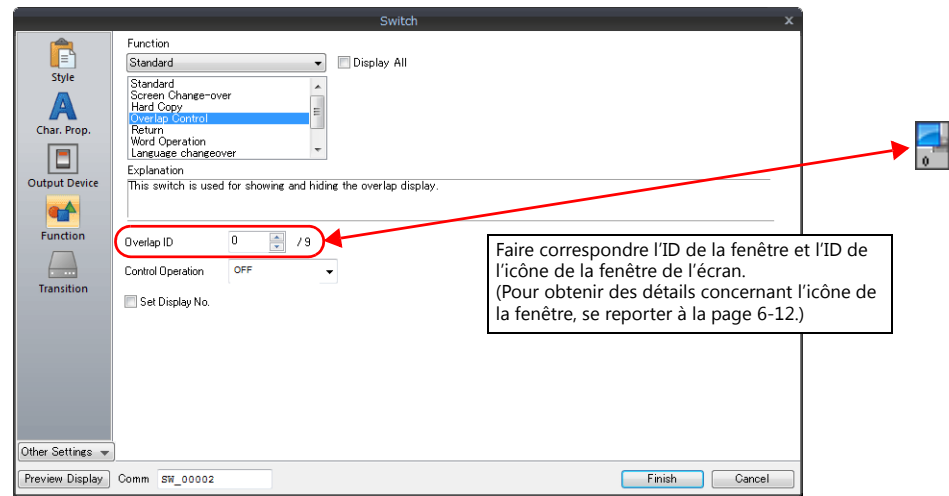 Switch
x
Function
Standard
Display All
Standard
Screen Change-over
Hard Copy
Overlap Control
Return
Word Operation
Language changeover
Explanation
This switch is used for showing and hiding the overlap display.
Style
Char. Prop.
Output Device
Function
Transition
Overlap ID 0 / 9
Control Operation OFF
Set Display No.
0
Faire correspondre l'ID de la fenêtre et l'ID de
l'icône de la fenêtre de l'écran.
(Pour obtenir des détails concernant l'icône de
la fenêtre, se reporter à la page 6-12.)
Other Settings
Preview Display Comm SW_00002 Finish Cancel